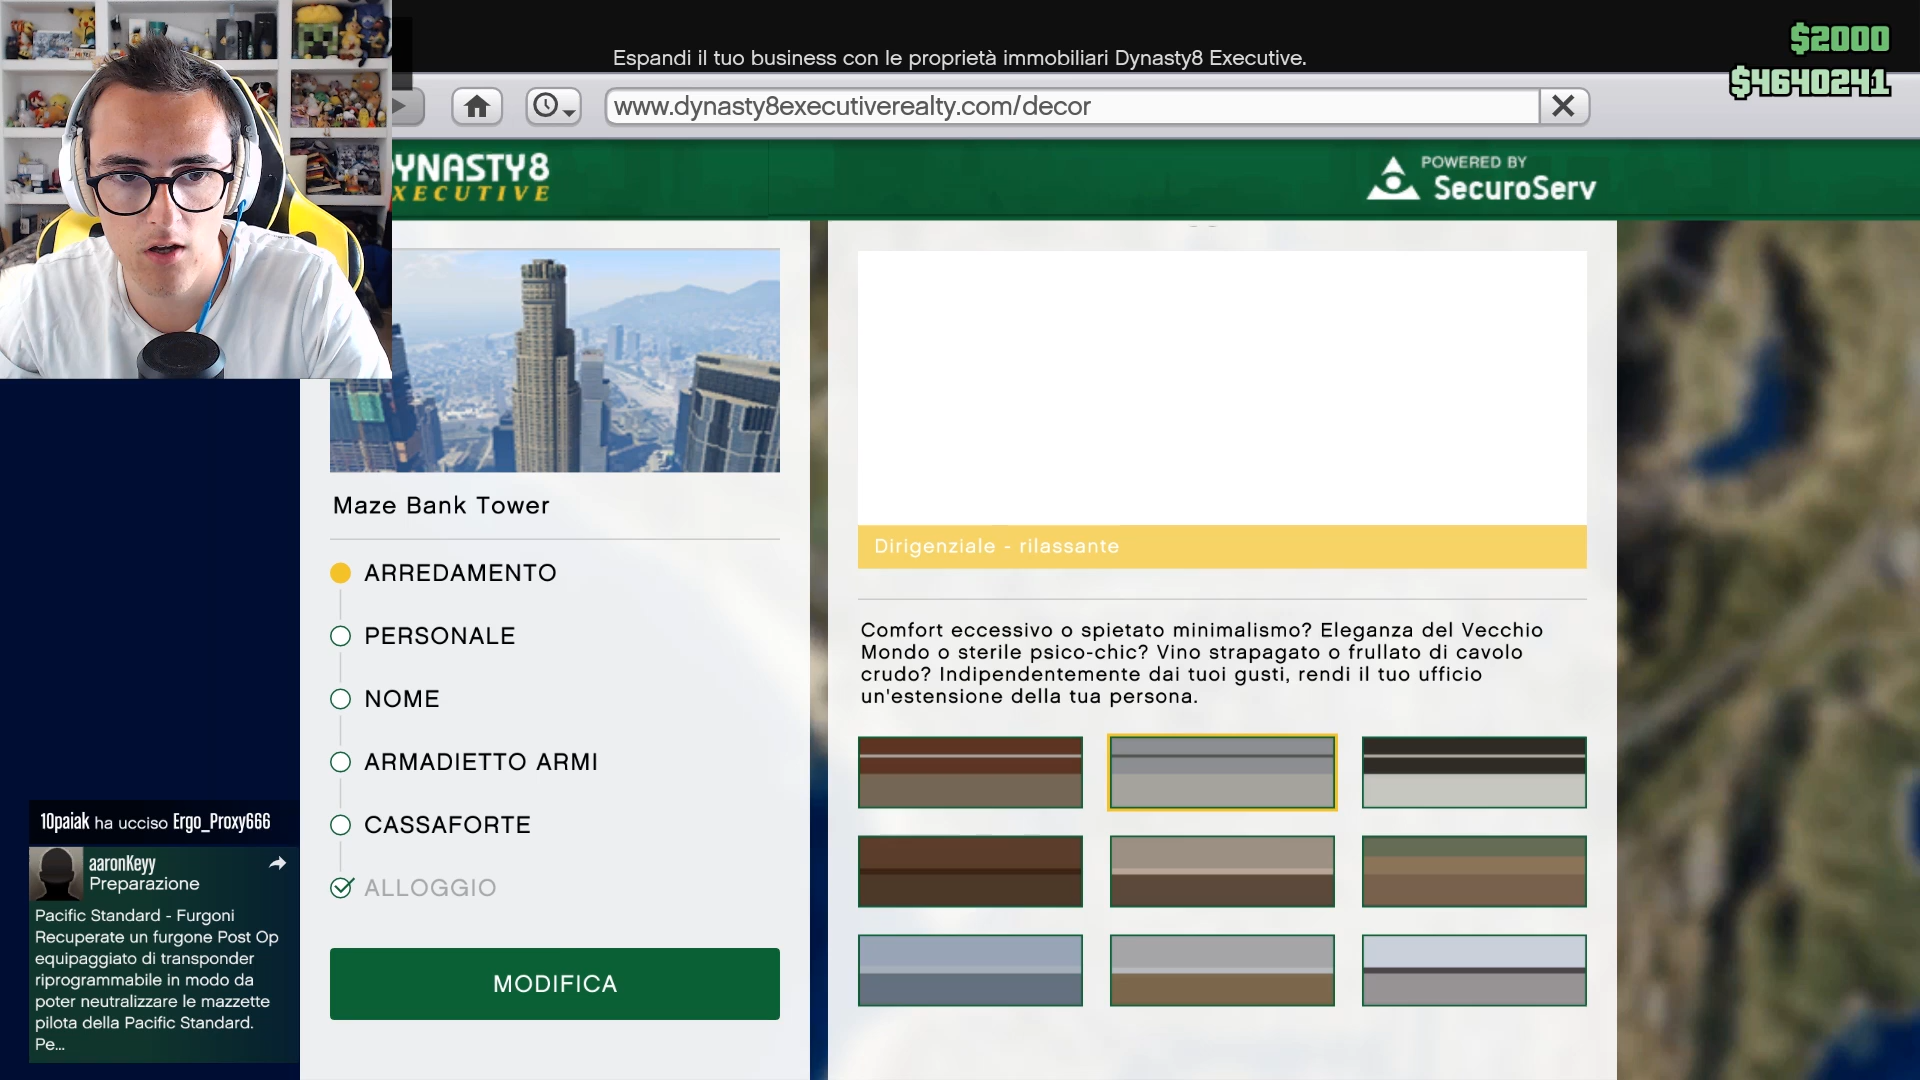 Espandi il tuo business con le proprietà immobiliari Dynasty8 Executive.
$2000
$4640241
www.dynasty8executiverealty.com/decor
DYNASTY8
EXECUTIVE
POWERED BY
SecuroServ
Maze Bank Tower
ARREDAMENTO
PERSONALE
NOME
ARMADIETTO ARMI
CASSAFORTE
ALLOGGIO
MODIFICA
Dirigenziale - rilassante
Comfort eccessivo o spietato minimalismo? Eleganza del Vecchio
Mondo o sterile psico-chic? Vino strapagato o frullato di cavolo
crudo? Indipendentemente dai tuoi gusti, rendi il tuo ufficio
un'estensione della tua persona.
10paiak ha ucciso Ergo_Proxy666
aaronKeyy
Preparazione
Pacific Standard - Furgoni
Recuperate un furgone Post Op
equipaggiato di transponder
riprogrammabile in modo da
poter neutralizzare le mazzette
pilota della Pacific Standard.
Pe...